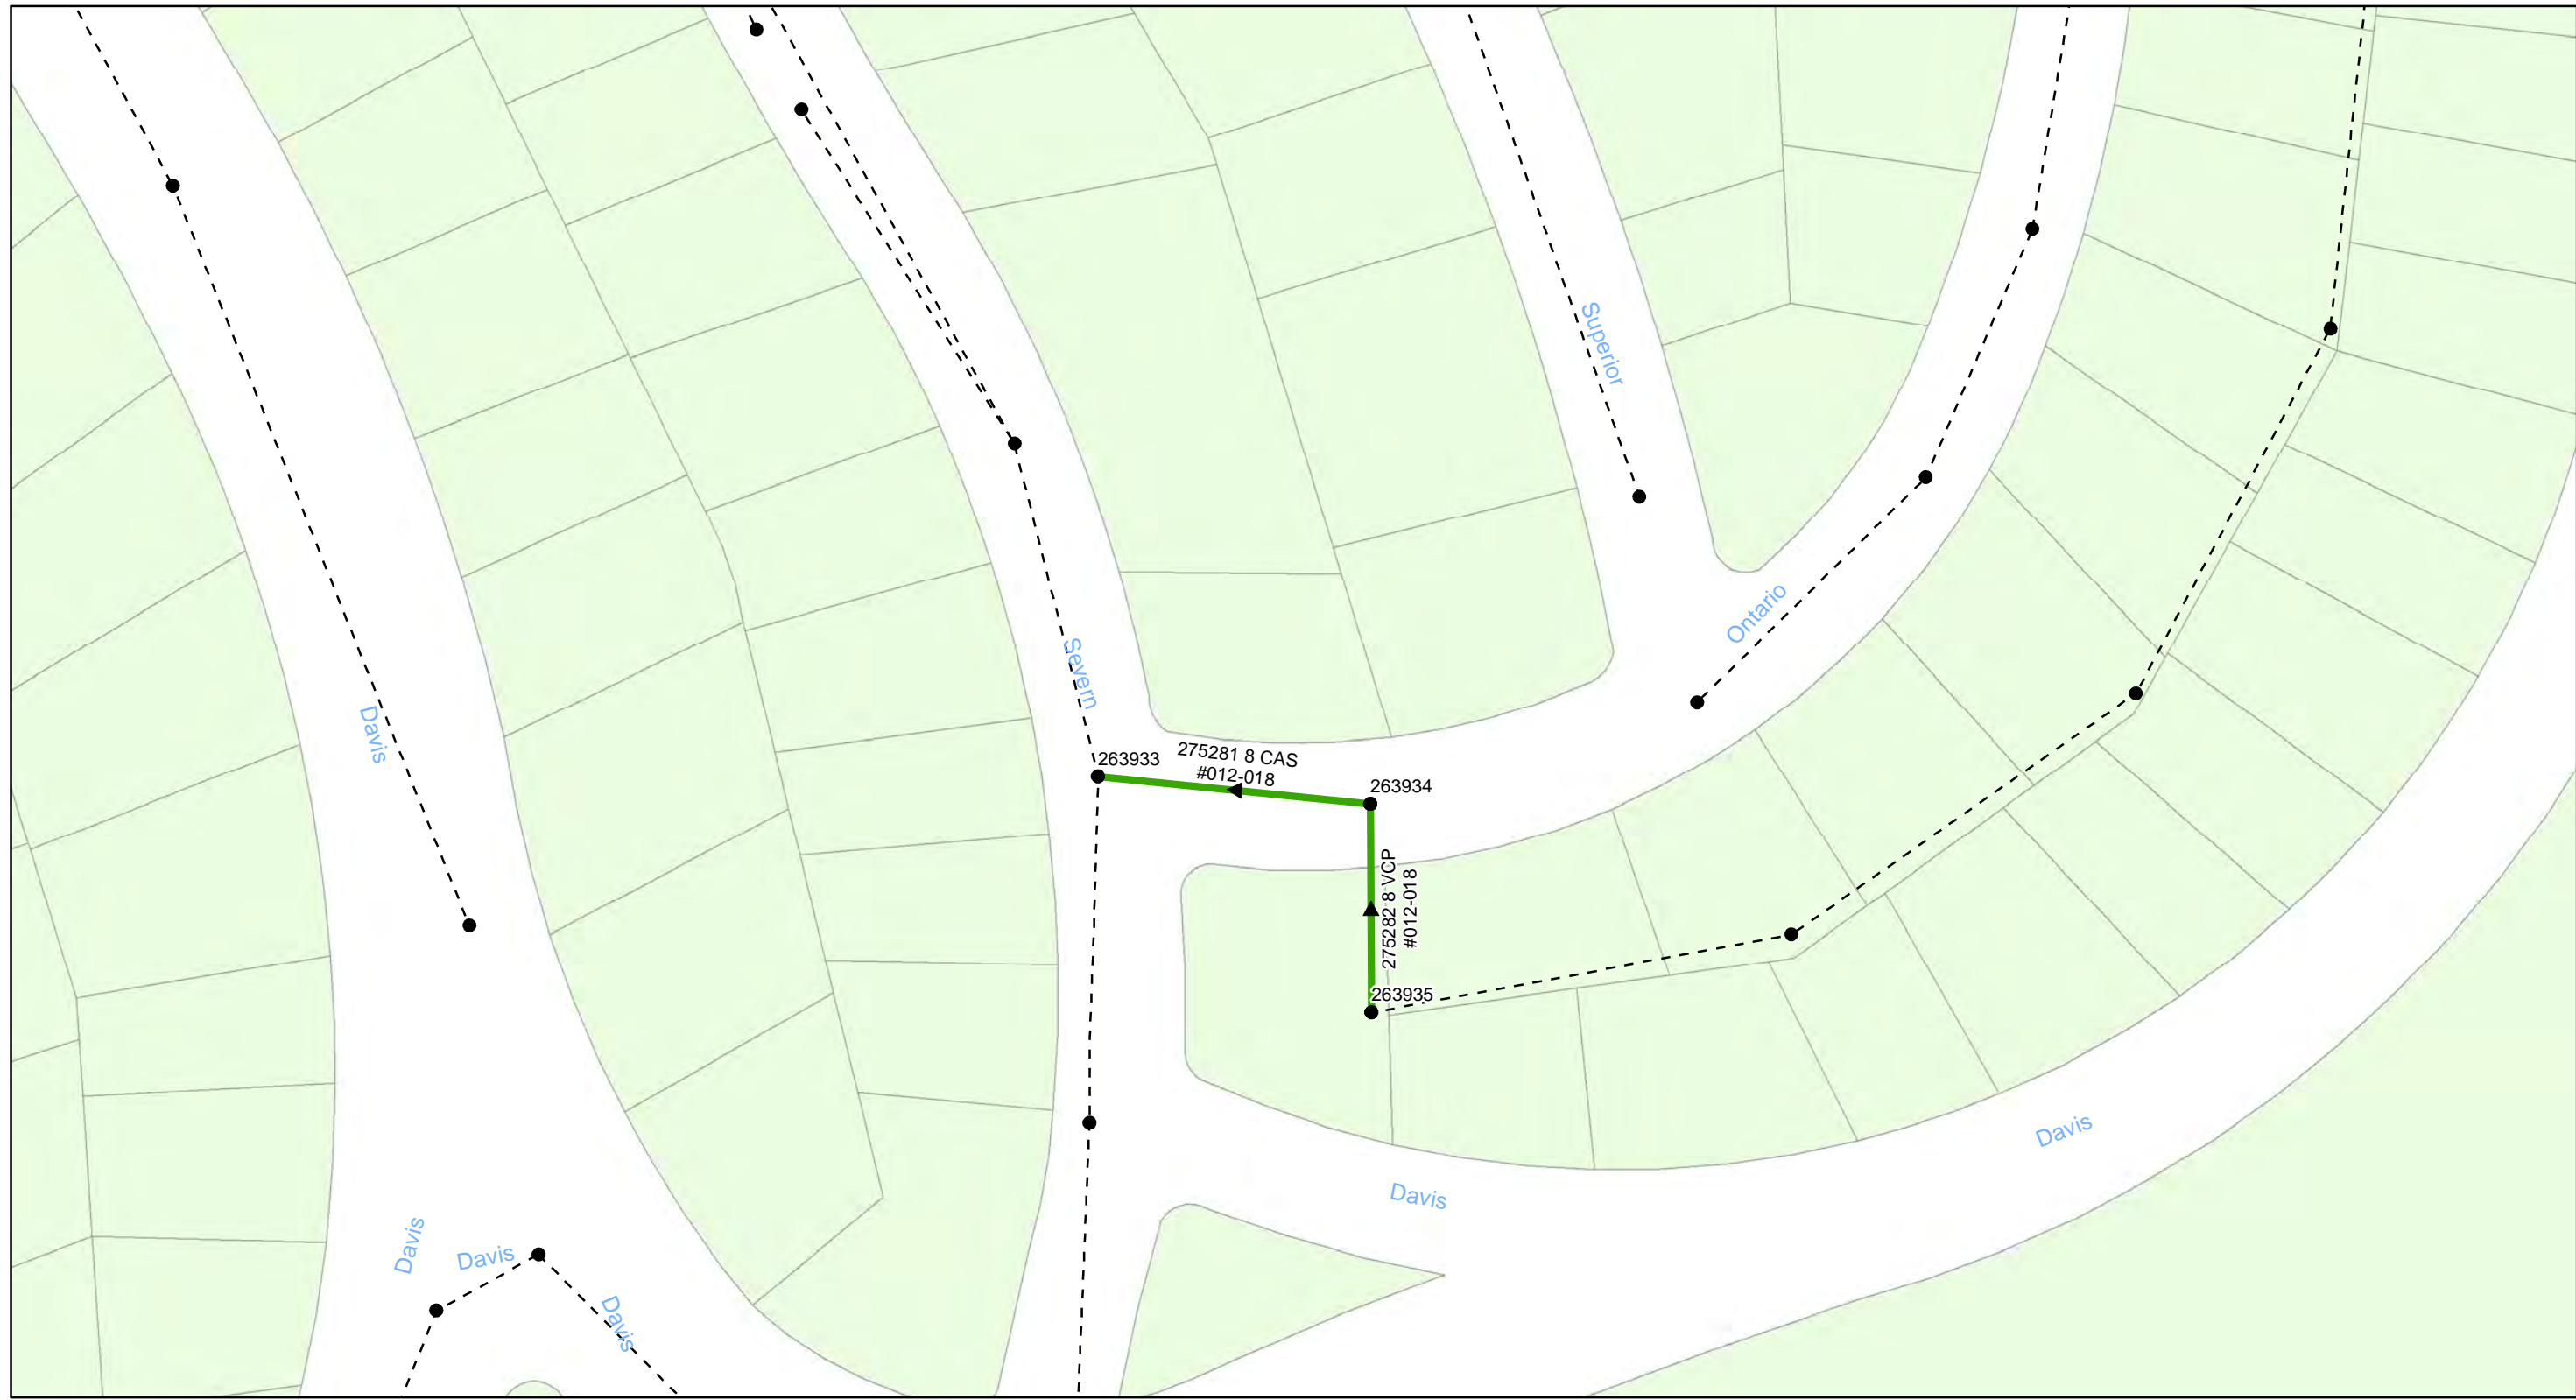 Superior
Ontario
Severn
Davis
263933
275281 8 CAS
#012-018
263934
275282 8 VCP
#012-018
263935
Davis
Davis
Davis
Davis
Davis